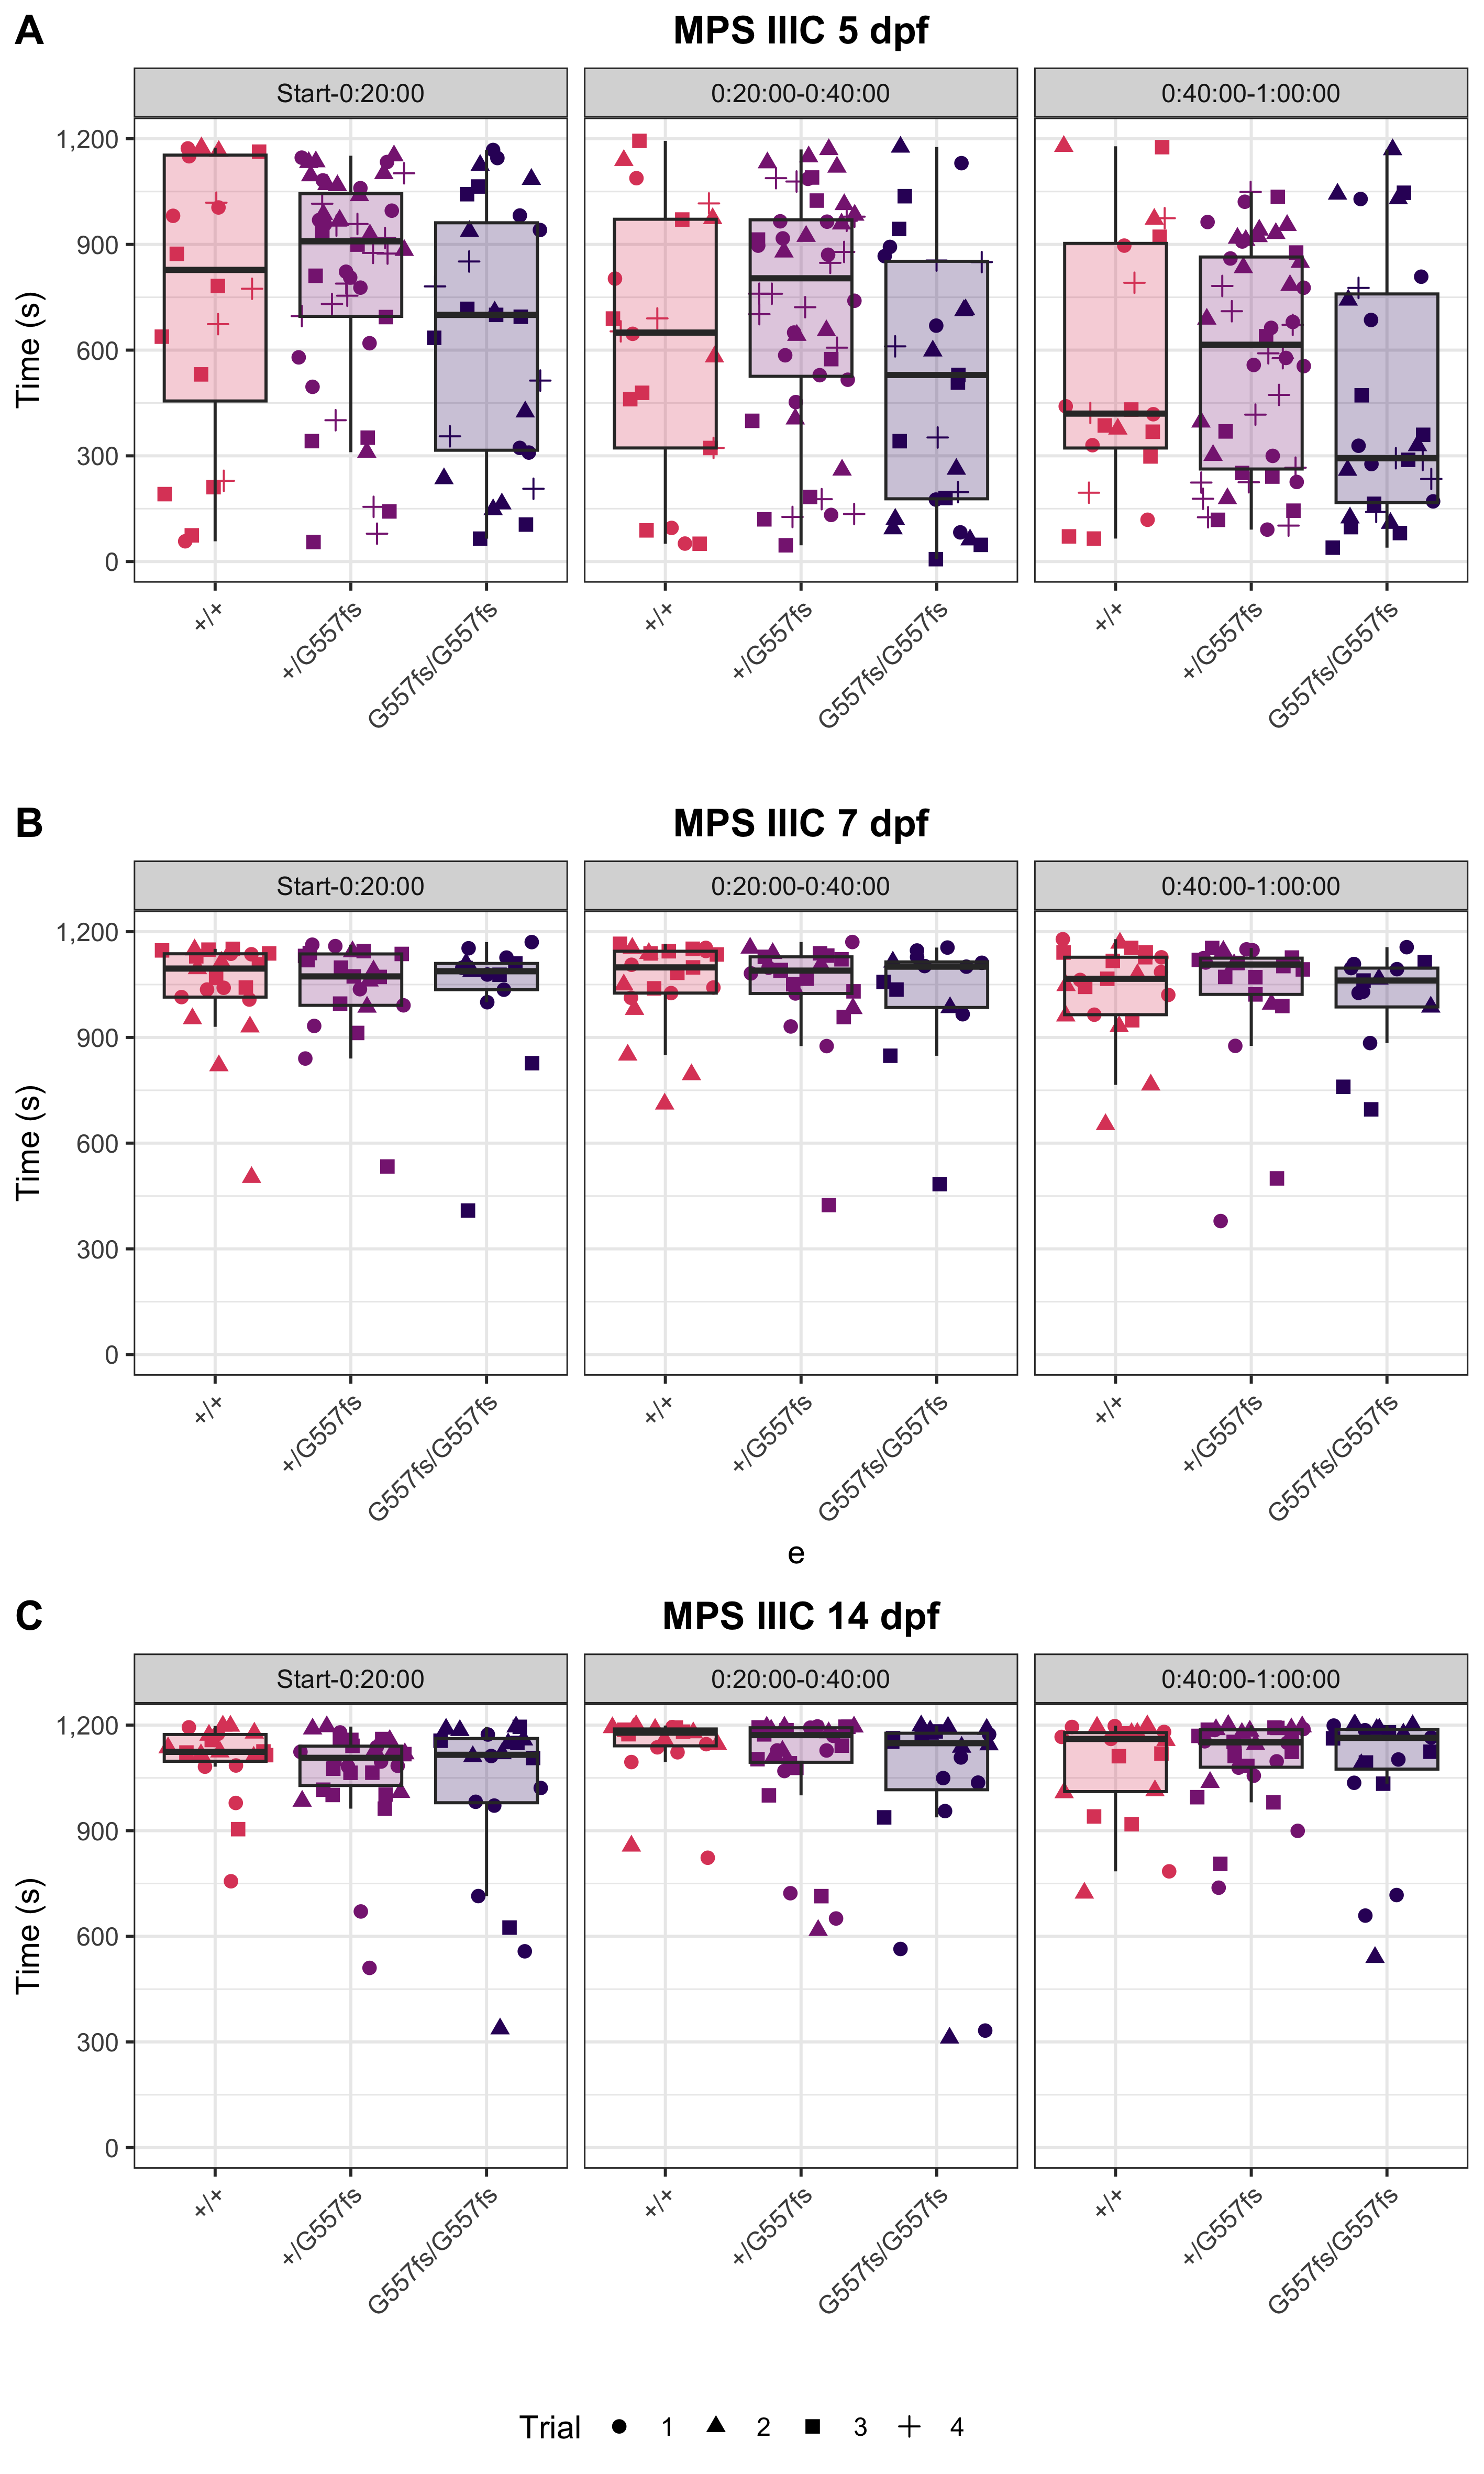 A
MPS IIIC 5 dpf
Start-0:20:00
0:20:00-0:40:00
0:40:00-1:00:00
Time (s)
1,200
900
600
300
0
+/+
+/G557fs
G557fs/G557fs
+/+
+/G557fs
G557fs/G557fs
+/+
+/G557fs
G557fs/G557fs
B
MPS IIIC 7 dpf
Start-0:20:00
0:20:00-0:40:00
0:40:00-1:00:00
Time (s)
1,200
900
600
300
0
+/+
+/G557fs
G557fs/G557fs
+/+
+/G557fs
G557fs/G557fs
+/+
+/G557fs
G557fs/G557fs
e
C
MPS IIIC 14 dpf
Start-0:20:00
0:20:00-0:40:00
0:40:00-1:00:00
Time (s)
1,200
900
600
300
0
+/+
+/G557fs
G557fs/G557fs
+/+
+/G557fs
G557fs/G557fs
+/+
+/G557fs
G557fs/G557fs
Trial 1 2 3 4